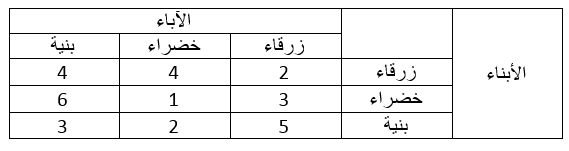 الآباء
زرقاء خضراء بنية
الأبناء
زرقاء 2 4 4
خضراء 3 1 6
بنية 5 2 3